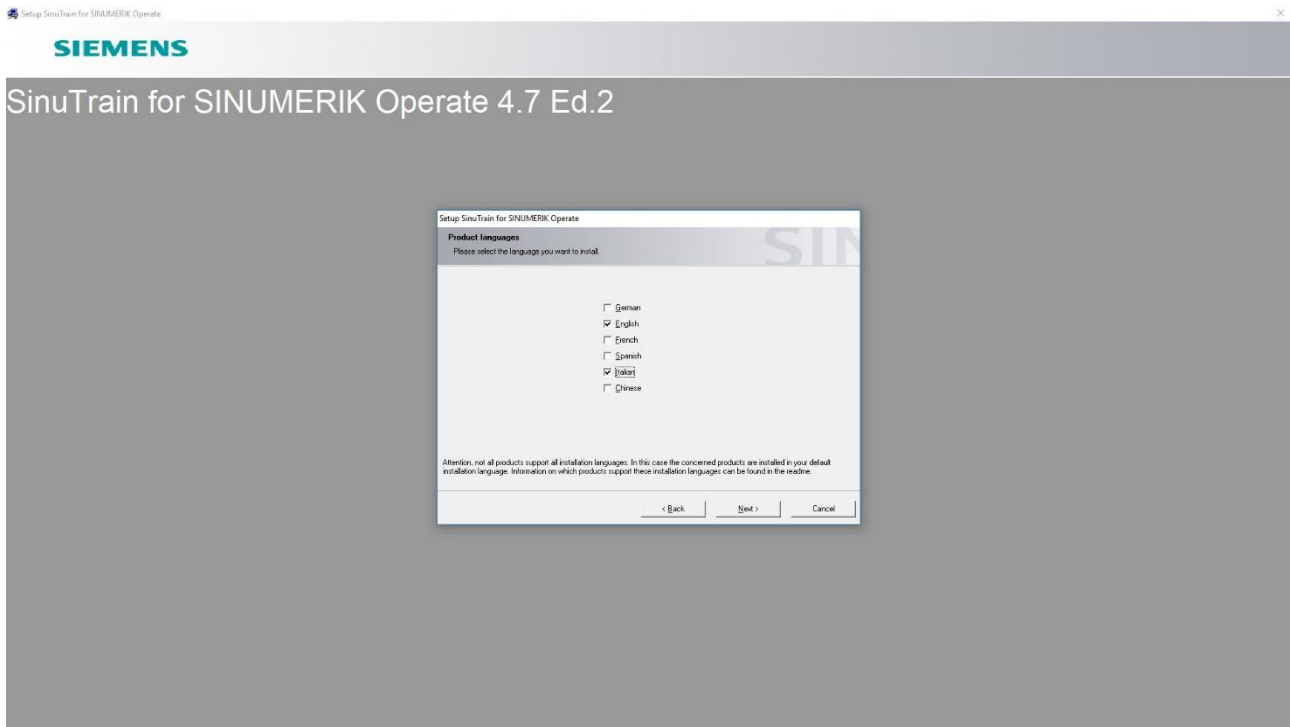 Setup SinuTrain for SINUMERIK Operate
SIEMENS
SinuTrain for SINUMERIK Operate 4.7 Ed.2
Setup SinuTrain for SINUMERIK Operate
Product languages
Please select the language you want to install.
SIN
German
English
French
Spanish
Italian
Chinese
Attention, not all products support all installation languages. In this case the concerned products are installed in your default
installation language. Information on which products support these installation languages can be found in the readme.
< Back
Next >
Cancel